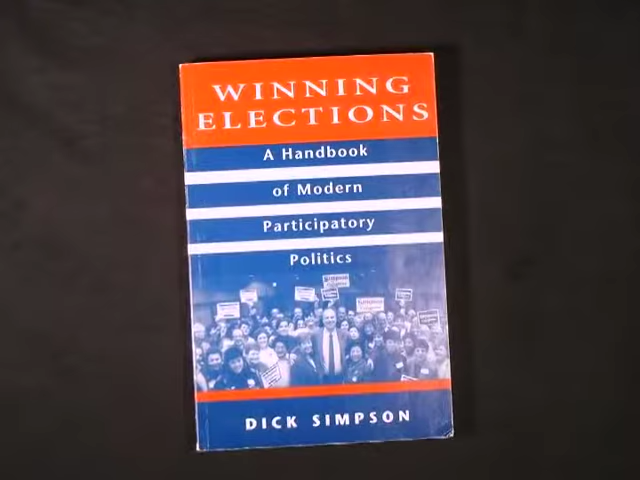 WINNING
ELECTIONS
A Handbook
of Modern
Participatory
Politics
DICK SIMPSON